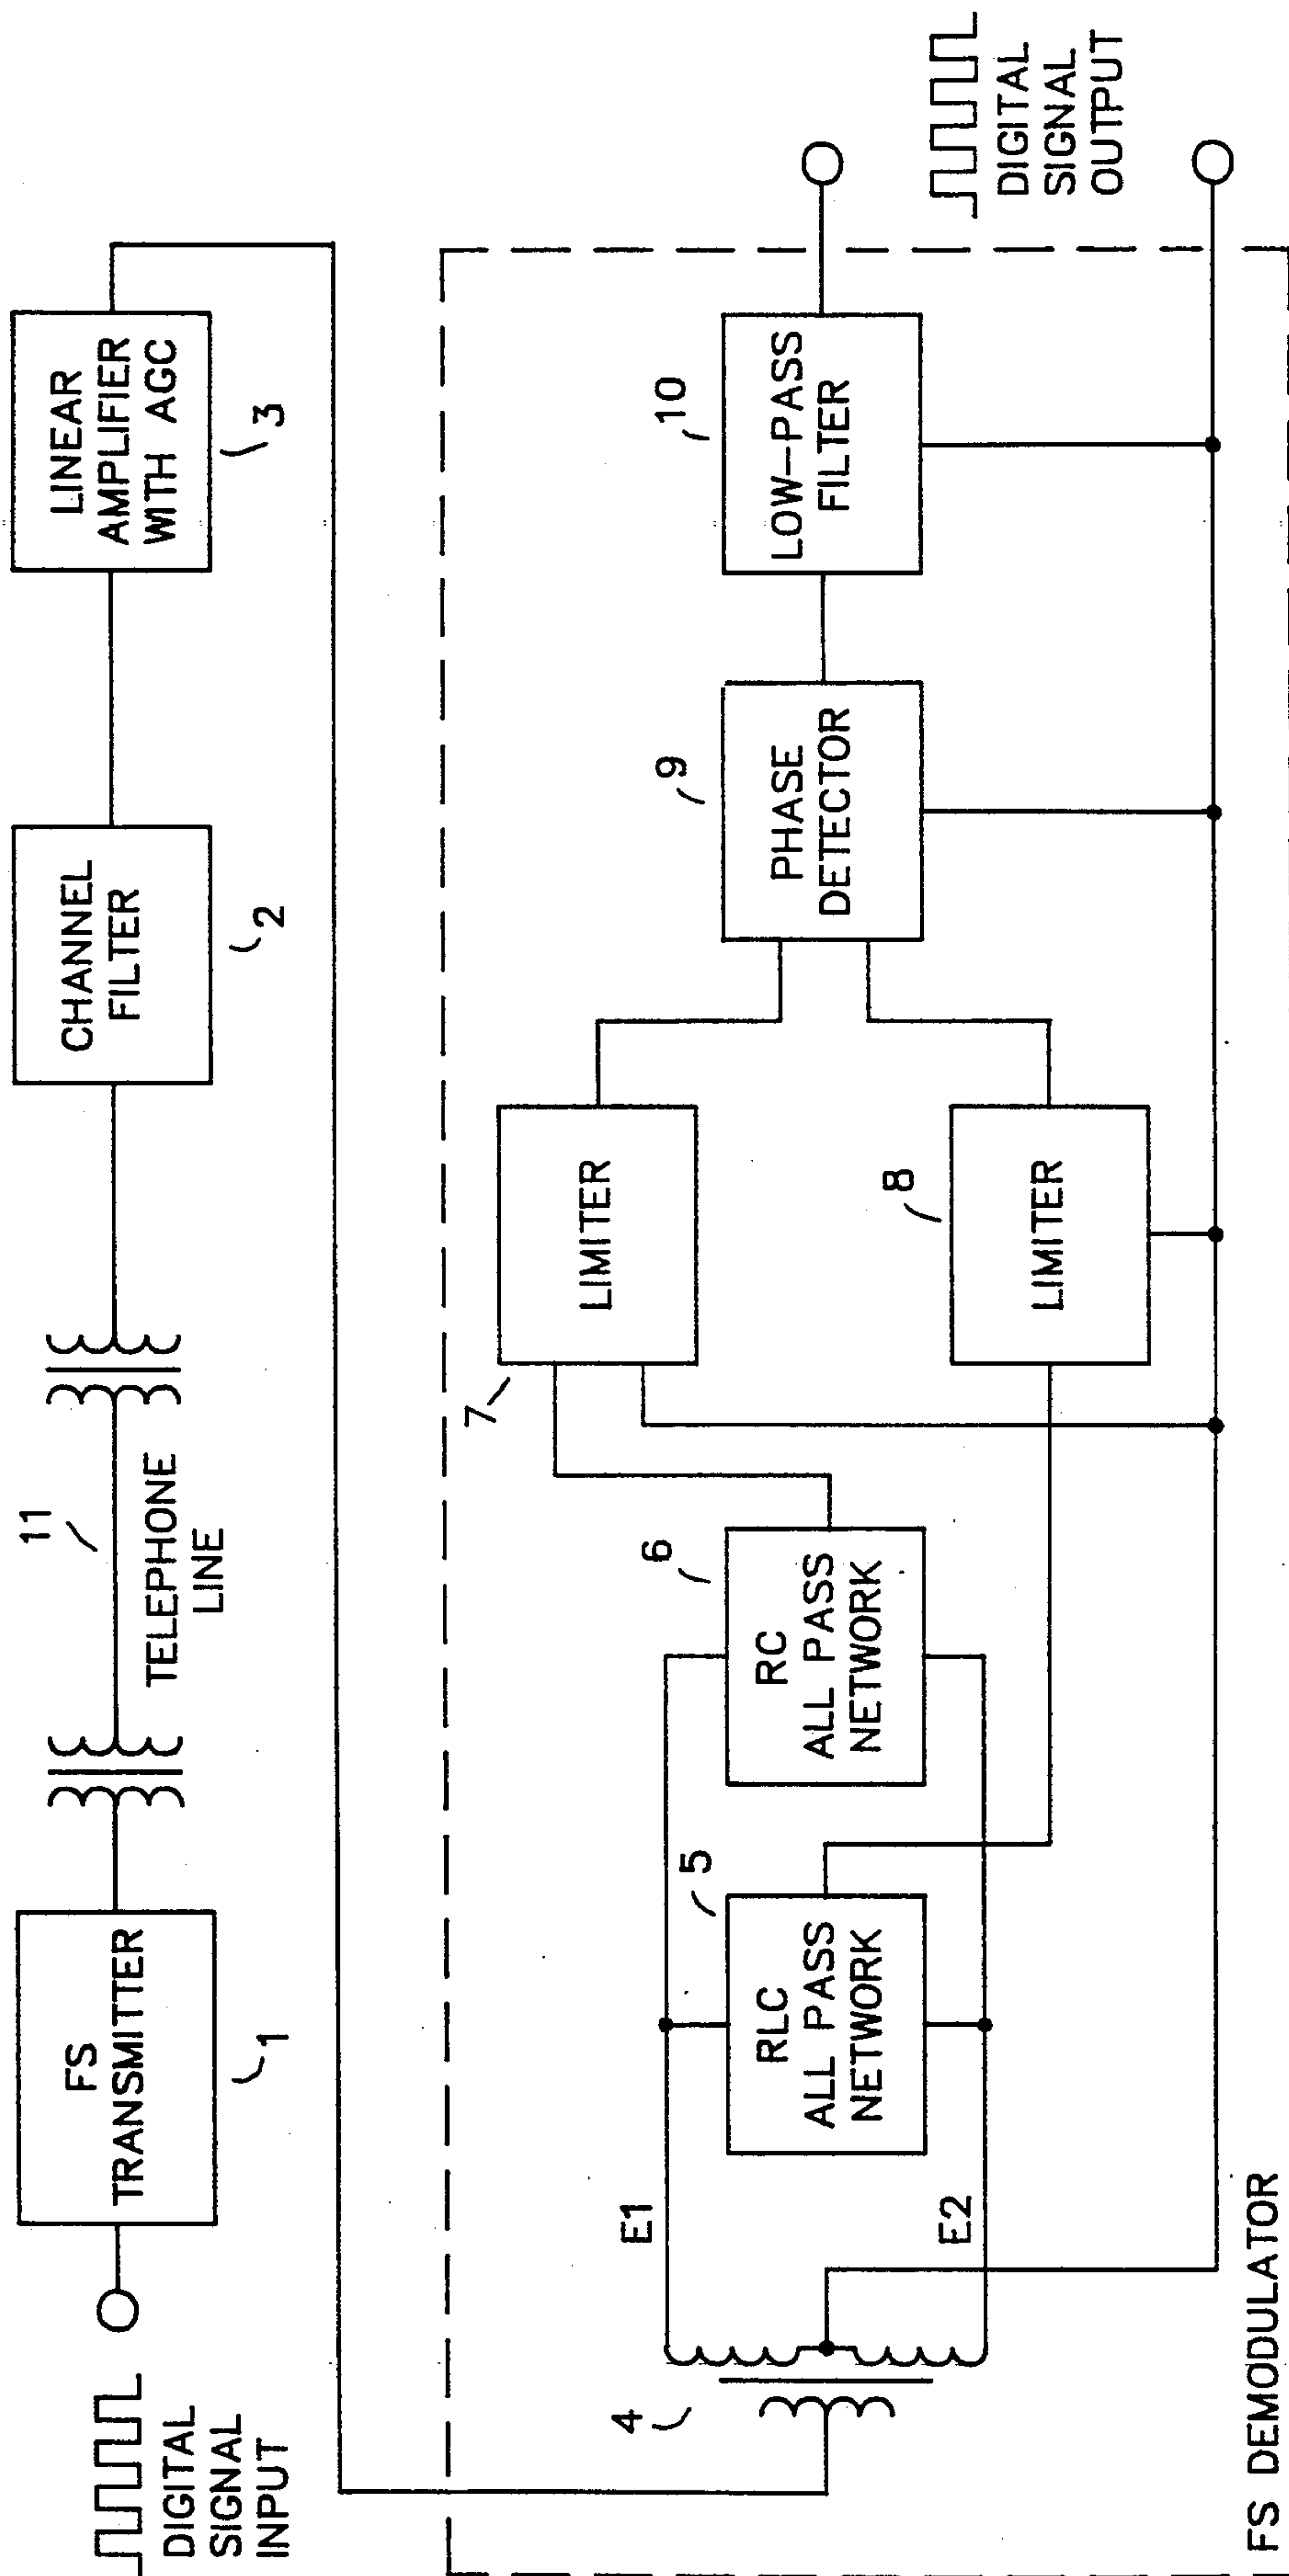 DIGITAL
SIGNAL
INPUT
FS
TRANSMITTER
1
11
TELEPHONE
LINE
CHANNEL
FILTER
2
LINEAR
AMPLIFIER
WITH AGC
3
4
E1
E2
RLC
ALL PASS
NETWORK
5
RC
ALL PASS
NETWORK
6
7
LIMITER
8
LIMITER
9
PHASE
DETECTOR
10
LOW-PASS
FILTER
DIGITAL
SIGNAL
OUTPUT
FS DEMODULATOR